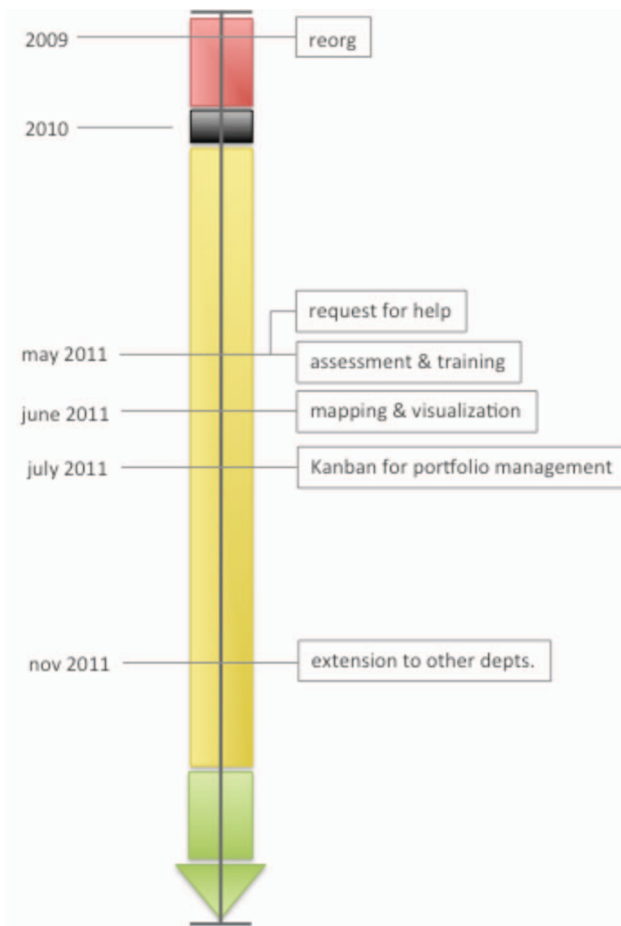 2009
reorg
2010
request for help
may 2011
assessment & training
june 2011
mapping & visualization
july 2011
Kanban for portfolio management
nov 2011
extension to other depts.